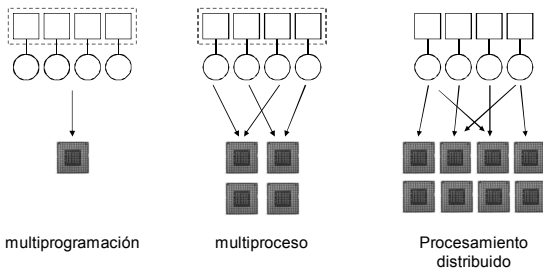 multiprogramación
multiproceso
Procesamiento
distribuido